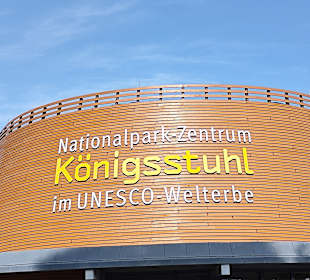 Nationalpark-Zentrum
Königsstuhl
im UNESCO-Welterbe